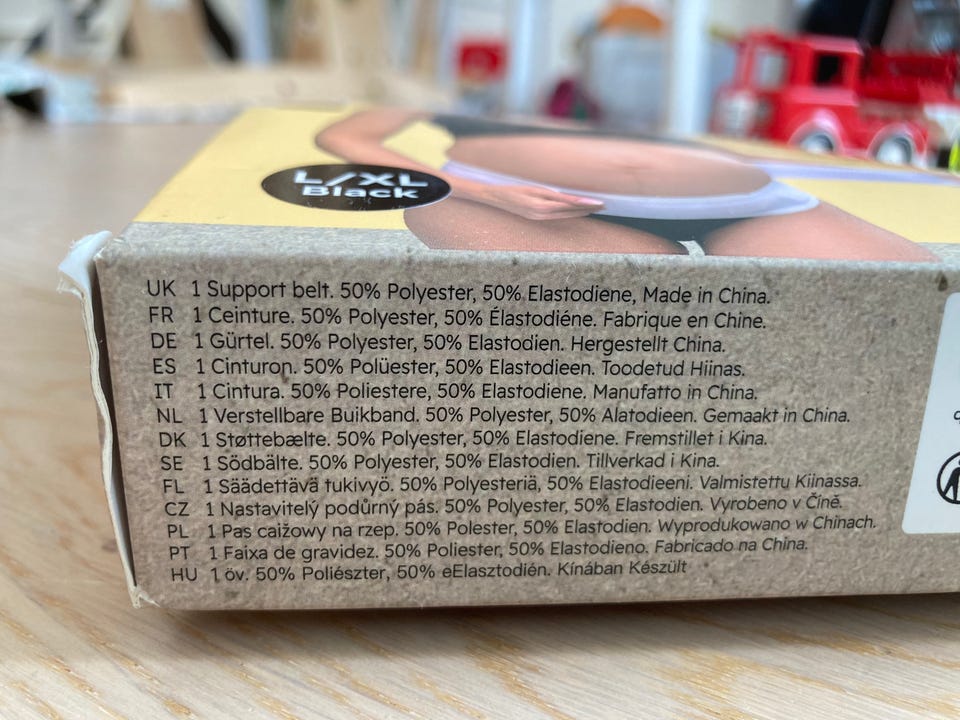 L/XL
Black
UK 1 Support belt. 50% Polyester, 50% Elastodiene, Made in China.
FR 1 Ceinture. 50% Polyester, 50% Élastodiéne. Fabrique en Chine.
DE 1 Gürtel. 50% Polyester, 50% Elastodien. Hergestellt China.
ES 1 Cinturon. 50% Polüester, 50% Elastodieen. Toodetud Hiinas.
IT 1 Cintura. 50% Poliestere, 50% Elastodiene. Manufatto in China.
NL 1 Verstellbare Buikband. 50% Polyester, 50% Alatodieen. Gemaakt in China.
DK 1 Støttebælte. 50% Polyester, 50% Elastodiene. Fremstillet i Kina.
SE 1 Södbälte. 50% Polyester, 50% Elastodien. Tillverkad i Kina.
FL 1 Säädettävä tukivyö. 50% Polyesteriä, 50% Elastodieeni. Valmistettu Kiinassa.
CZ 1 Nastavitelý podůrný pás. 50% Polyester, 50% Elastodien. Vyrobeno v Číně.
PL 1 Pas caiżowy na rzep. 50% Polester, 50% Elastodien. Wyprodukowano w Chinach.
PT 1 Faixa de gravidez. 50% Poliester, 50% Elastodieno. Fabricado na China.
HU 1 öv. 50% Poliészter, 50% eElasztodién. Kínában Készült